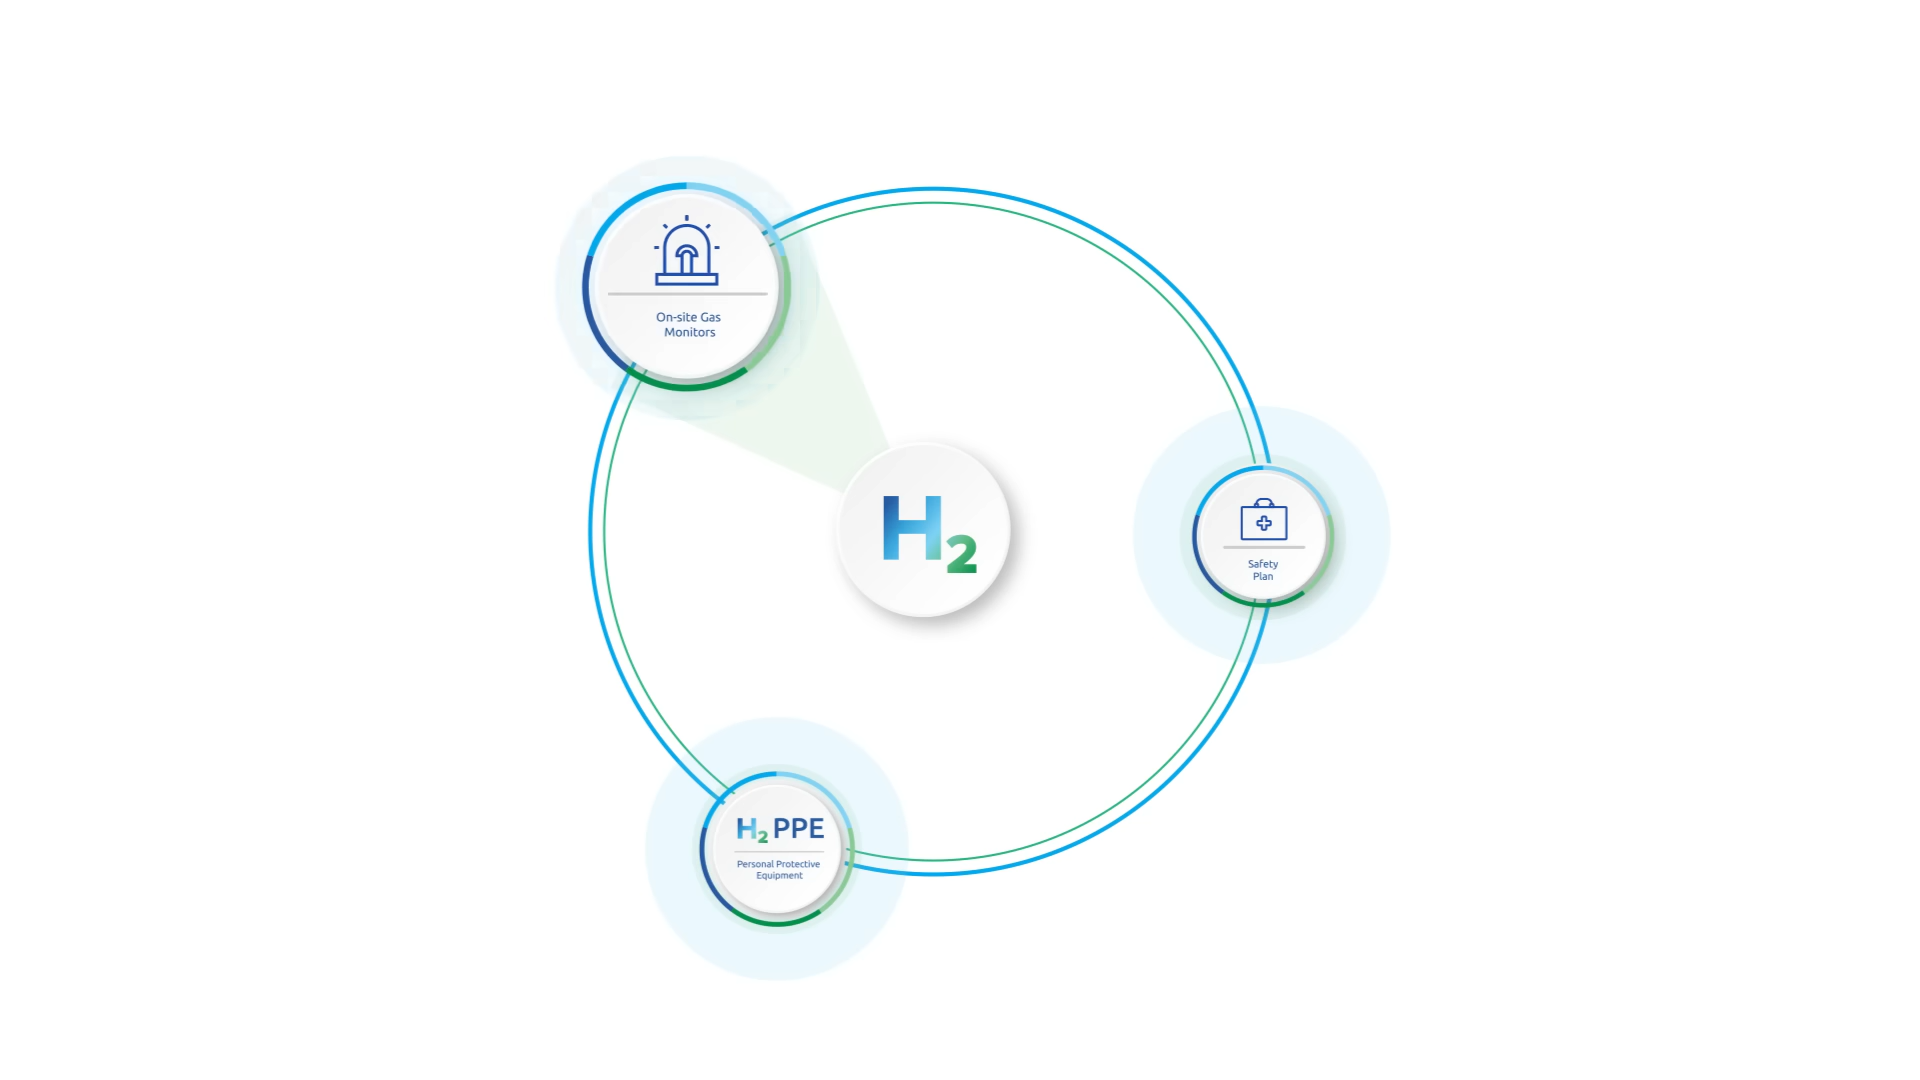 On-site Gas
Monitors
H₂
Safety
Plan
H₂ PPE
Personal Protective
Equipment